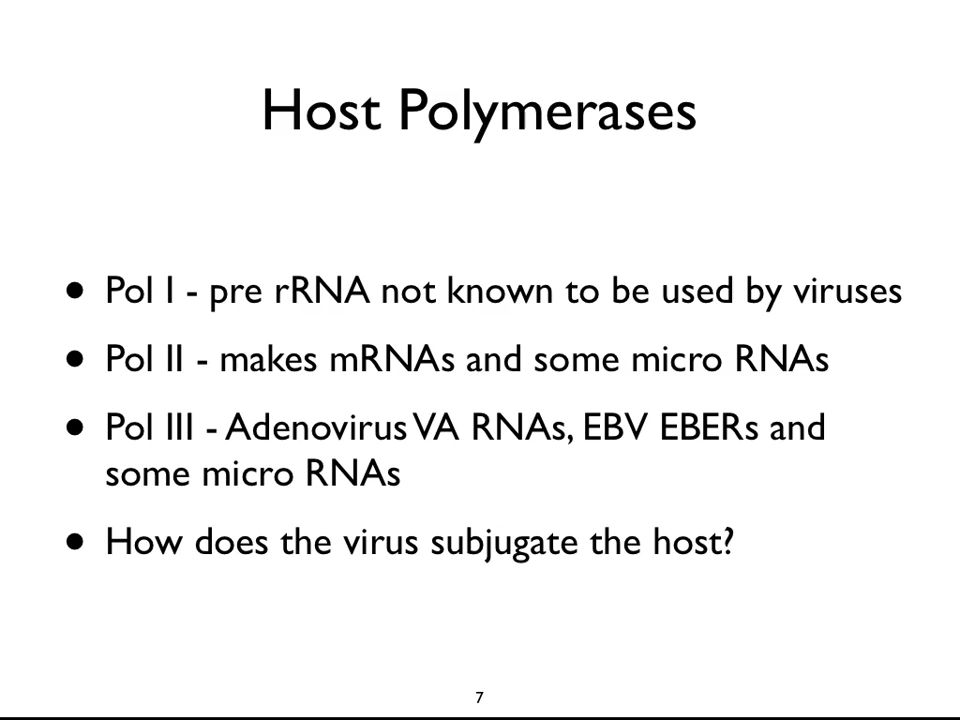 Host Polymerases
• Pol I - pre rRNA not known to be used by viruses
• Pol II - makes mRNAs and some micro RNAs
• Pol III - Adenovirus VA RNAs, EBV EBERs and
some micro RNAs
• How does the virus subjugate the host?
7